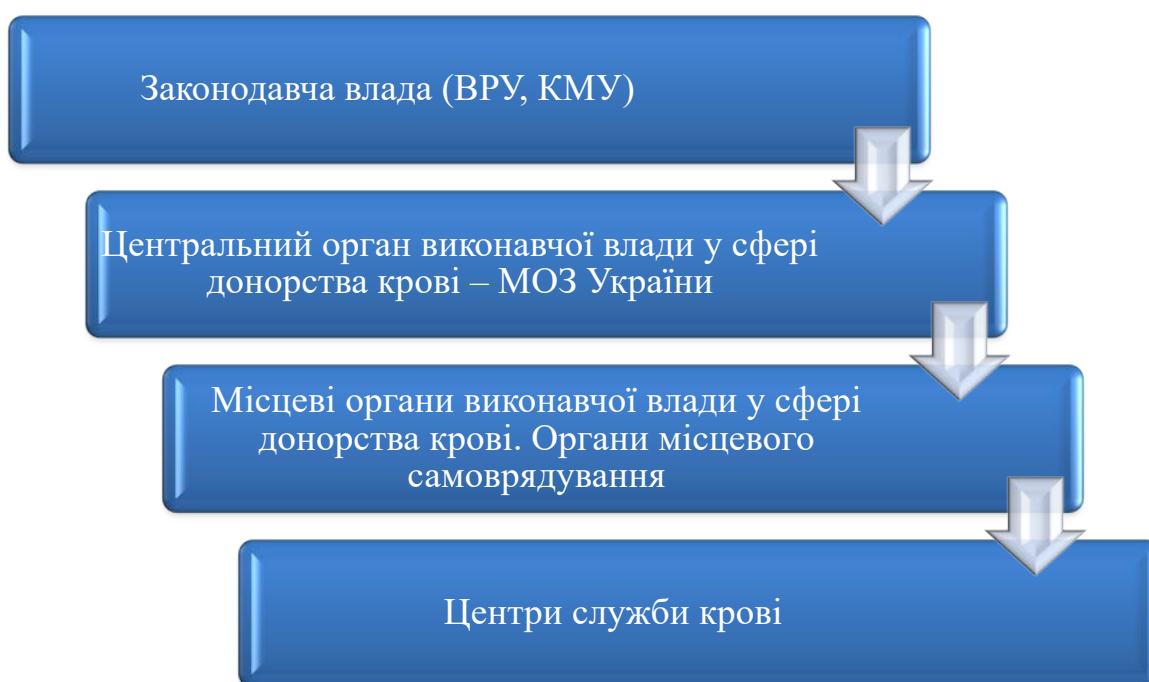 Законодавча влада (ВРУ, КМУ)
Центральний орган виконавчої влади у сфері
донорства крові – МОЗ України
Місцеві органи виконавчої влади у сфері
донорства крові. Органи місцевого
самоврядування
Центри служби крові